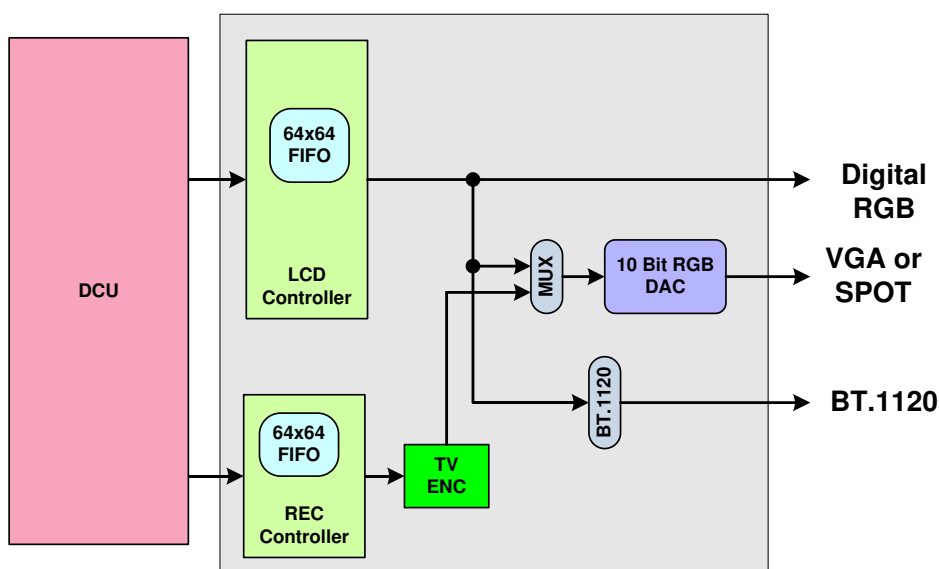 DCU
64x64
FIFO
LCD
Controller
64x64
FIFO
REC
Controller
TV
ENC
MUX
10 Bit RGB
DAC
BT.1120
Digital
RGB
VGA or
SPOT
BT.1120